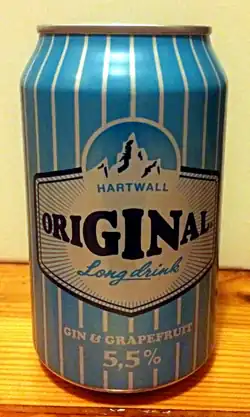 HARTWALL
ORIGINAL
Long drink
GIN & GRAPEFRUIT
5,5%